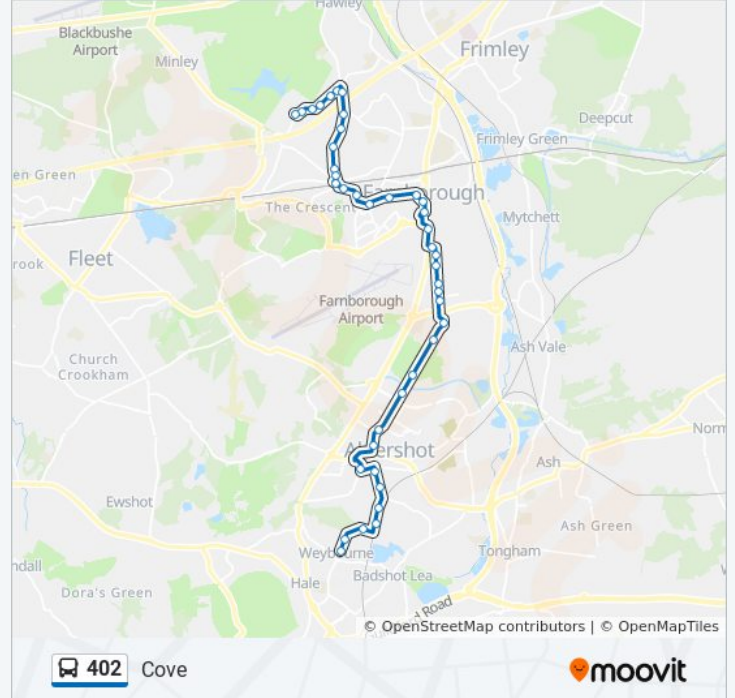 Hawley
Blackbushe
Airport
Frimley
Minley
Deepcut
Frimley Green
en Green
Farnborough
The Crescent
Mytchett
rook
Fleet
Farnborough
Airport
Ash Vale
Church
Crookham
Norm
Aldershot
Ash
Ewshot
Ash Green
Weybourne
Tongham
ndall
Hale
Badshot Lea
Dora's Green
Road
© OpenStreetMap contributors | © OpenMapTiles
402 Cove
moovit